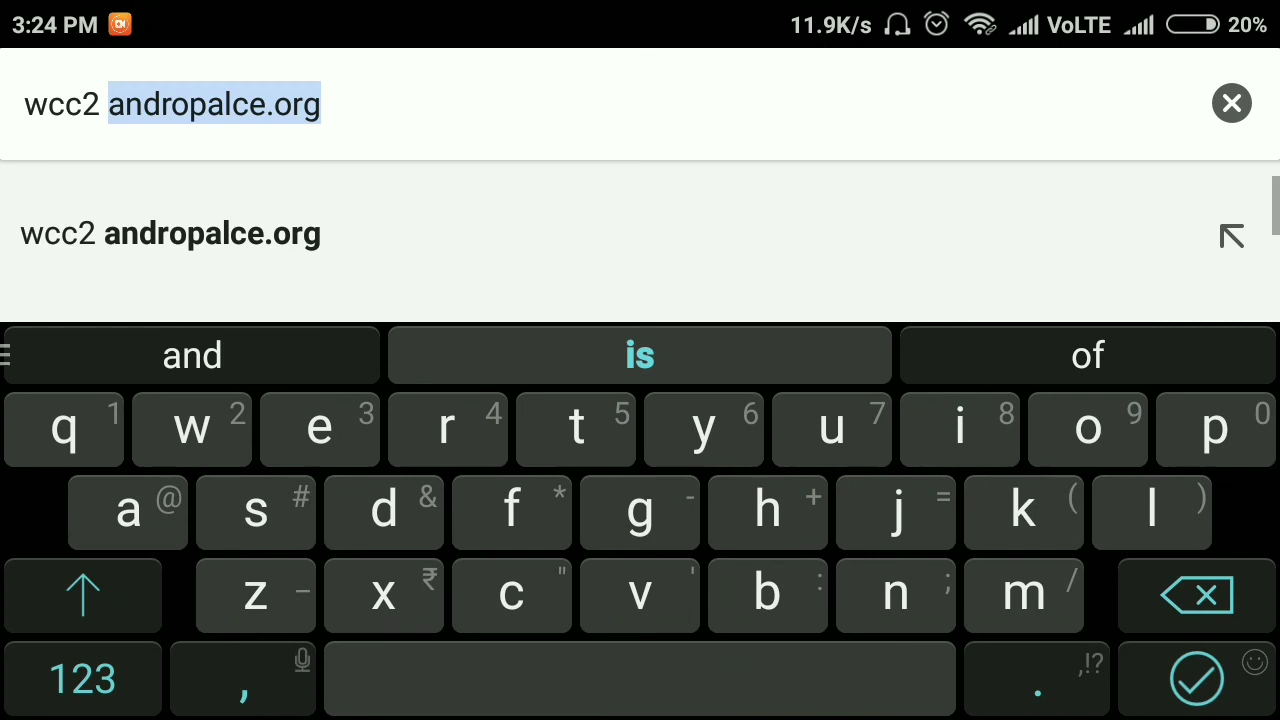 3:24 PM 11.9K/s VoLTE 20%
wcc2 andropalce.org
wcc2 andropalce.org
and is of
q 1 w 2 e 3 r 4 t 5 y 6 u 7 i 8 o 9 p 0
a @ s # d & f * g - h + j = k ( l )
z _ x ₹ c " v ' b : n ; m /
123 , . ,!?